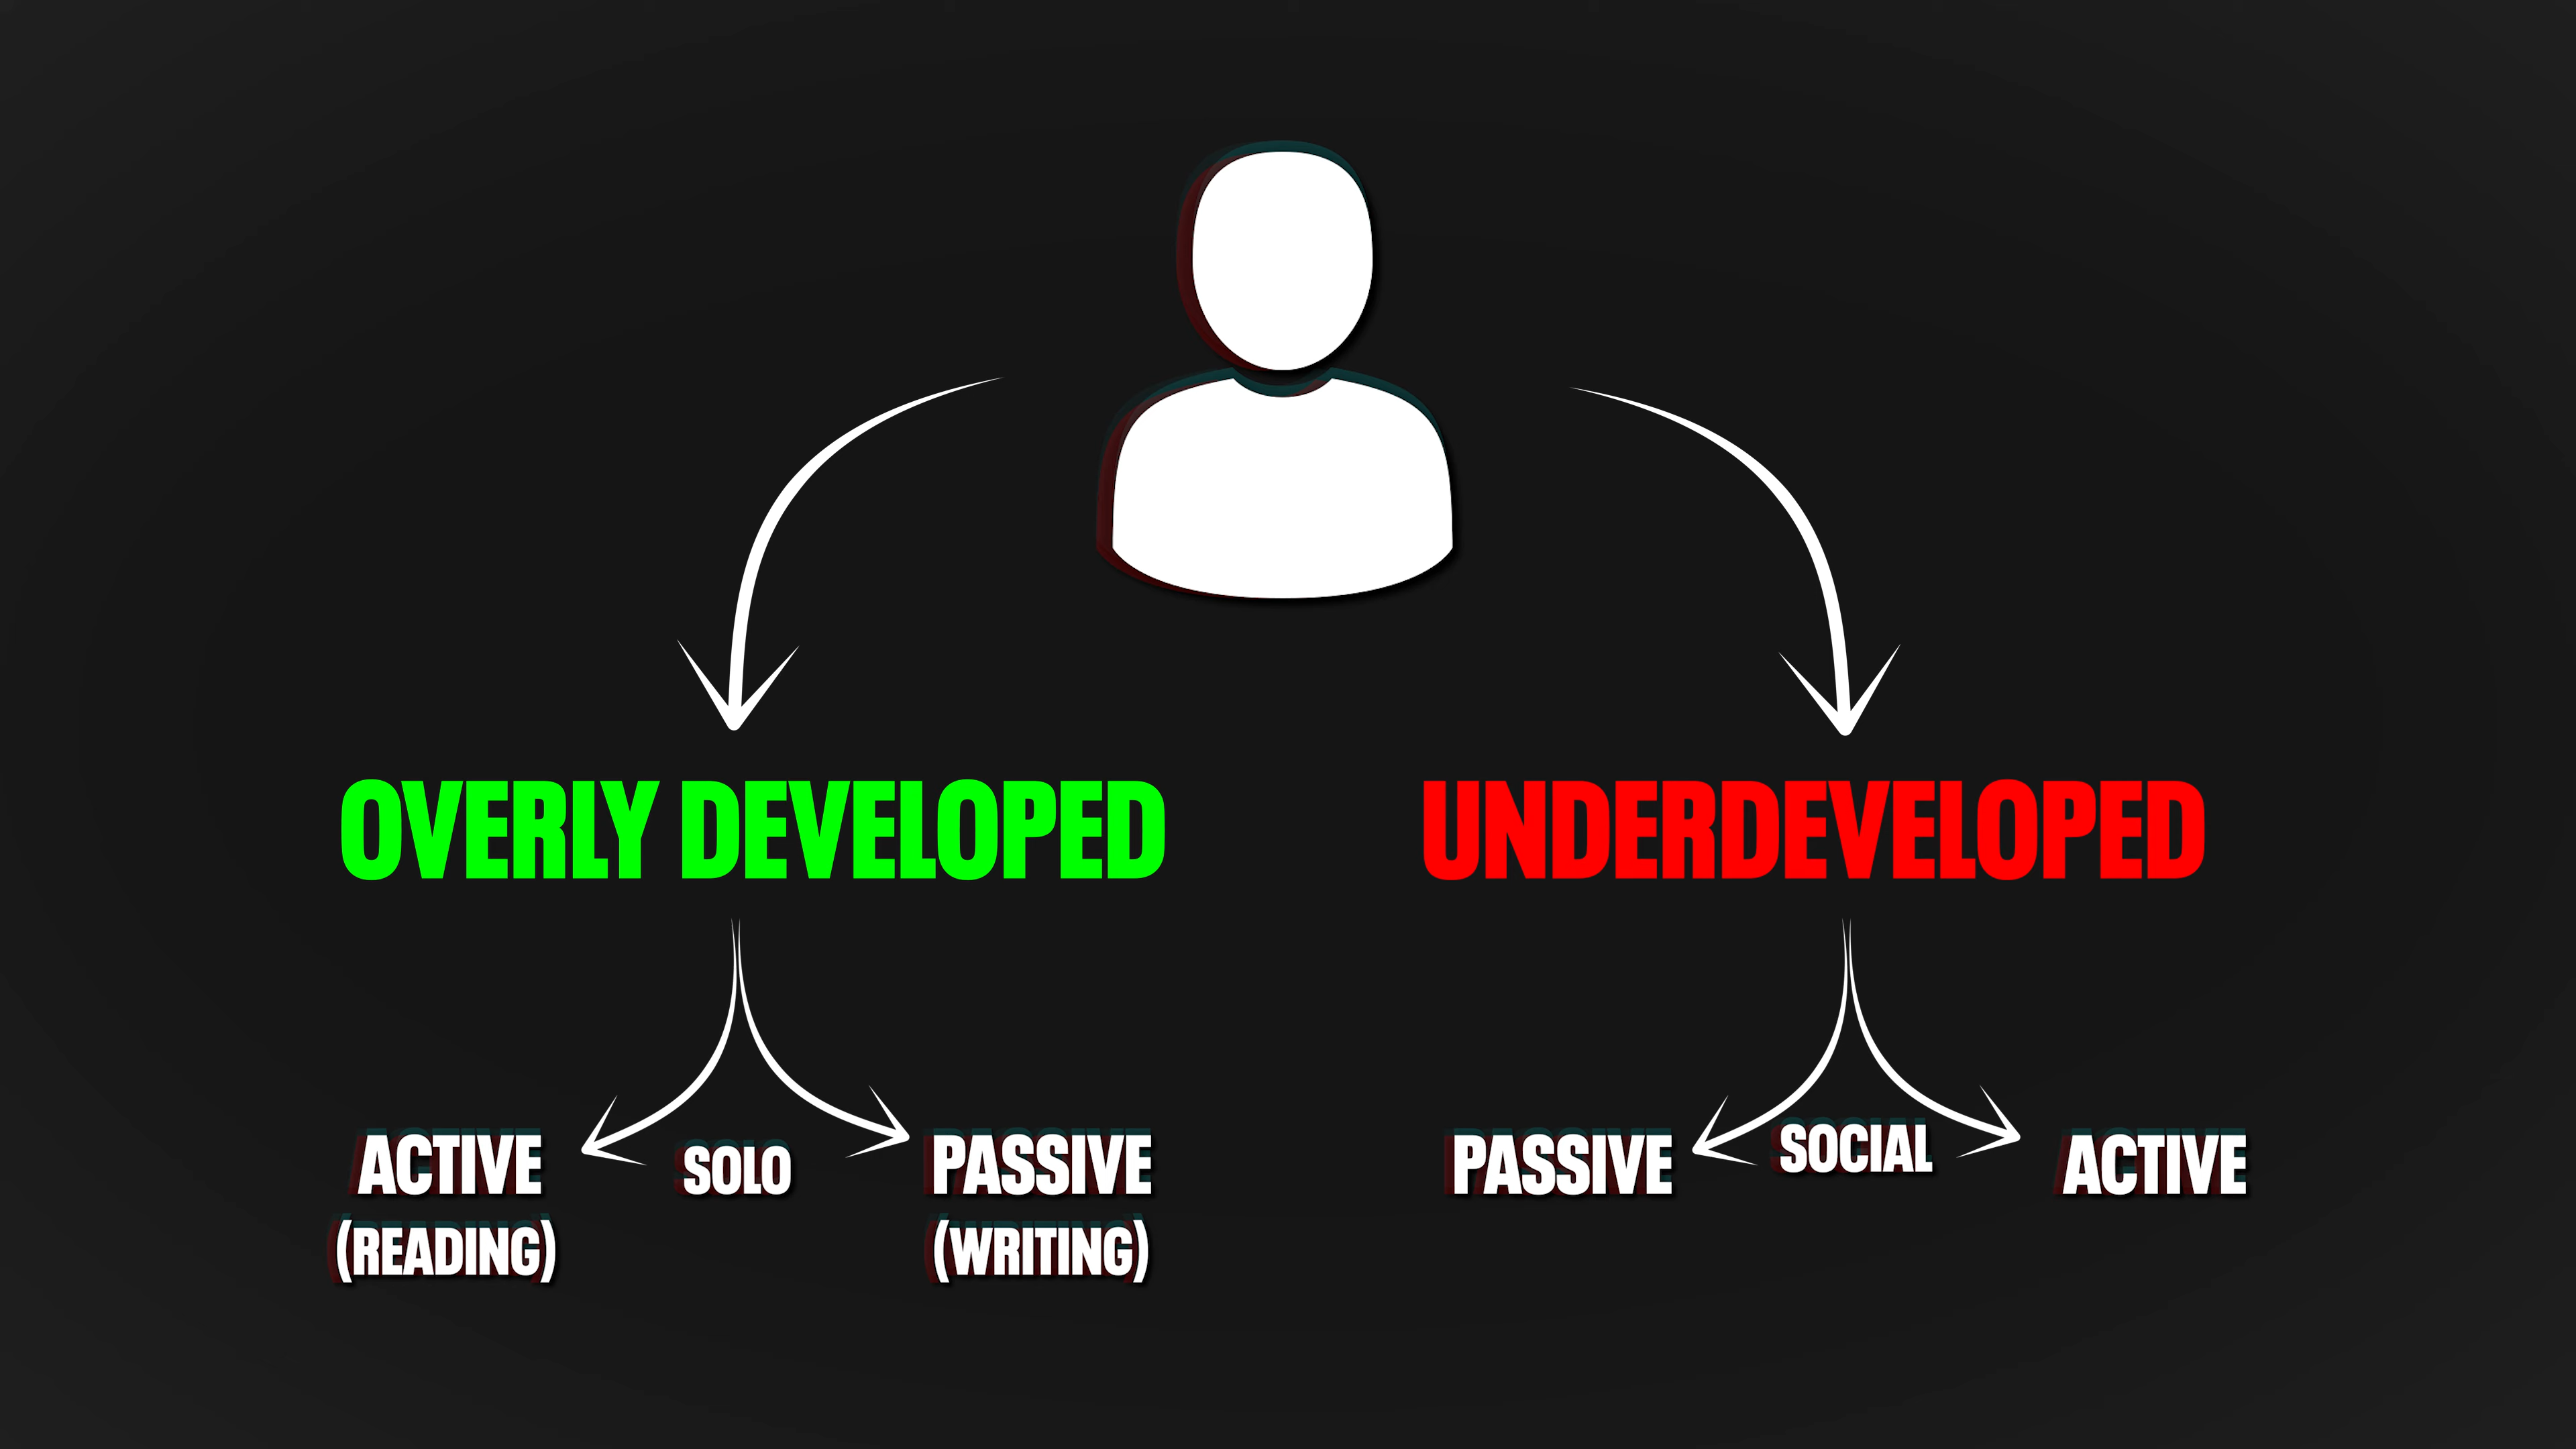 OVERLY DEVELOPED
UNDERDEVELOPED
ACTIVE
(READING)
SOLO
PASSIVE
(WRITING)
PASSIVE
SOCIAL
ACTIVE